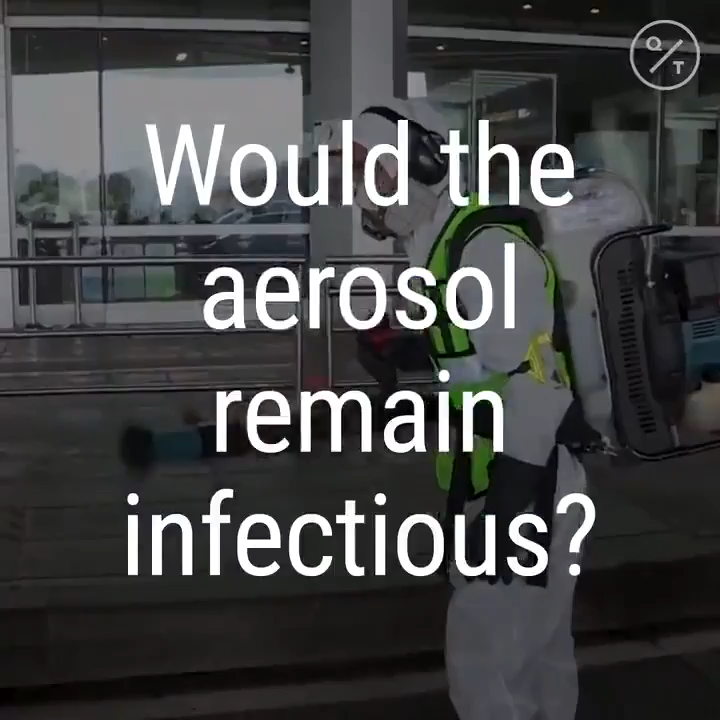 Q/T
Would the
aerosol
remain
infectious?